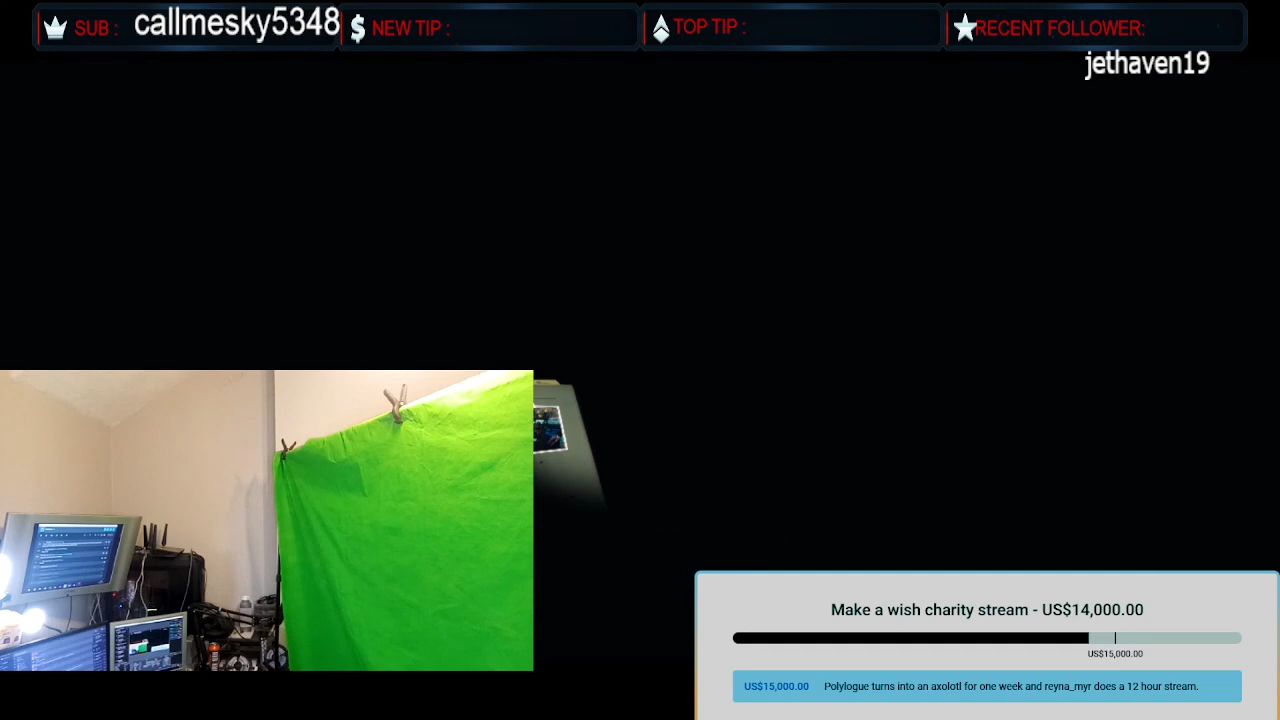 SUB : callmesky5348 NEW TIP : TOP TIP : RECENT FOLLOWER:
jethaven19
Make a wish charity stream - US$14,000.00
US$15,000.00
US$15,000.00 Polylogue turns into an axolotl for one week and reyna_myr does a 12 hour stream.